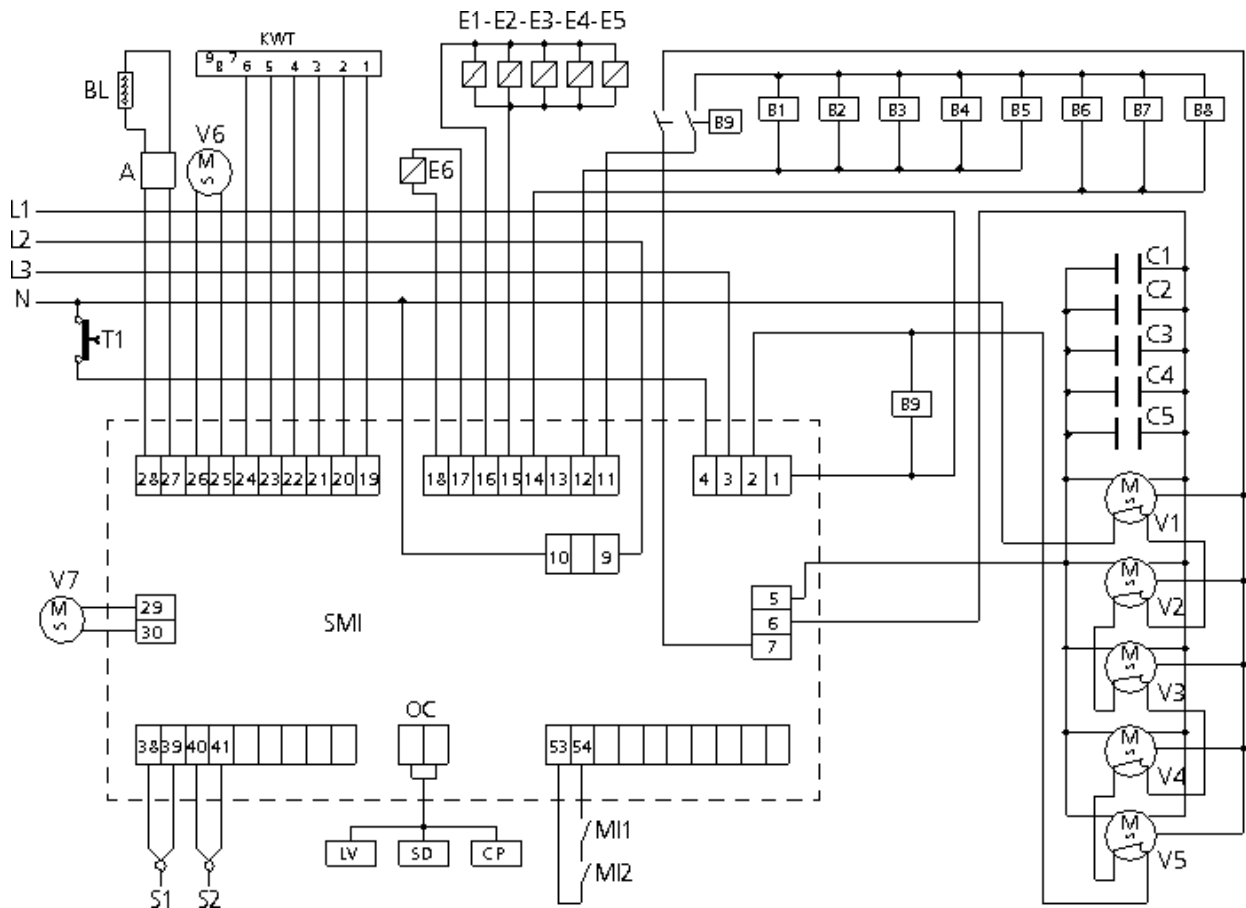 E1-E2-E3-E4-E5
KWT
9 8 7 6 5 4 3 2 1
BL
V6
M S
A
E6
B9
B1 B2 B3 B4 B5 B6 B7 B8
L1
L2
L3
N
T1
C1
C2
C3
C4
C5
B9
28 27 26 25 24 23 22 21 20 19
18 17 16 15 14 13 12 11
4 3 2 1
10 9
M S
V1
M S
V2
M S
V3
M S
V4
M S
V5
V7
M S
29
30
SMI
5
6
7
OC
38 39 40 41
53 54
LV SD CP
MI1
MI2
S1 S2